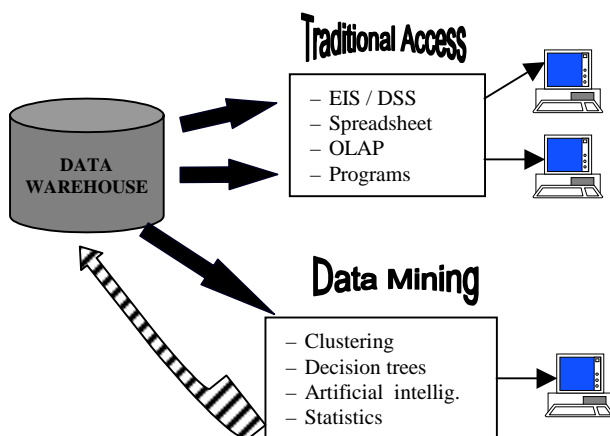 Traditional Access
– EIS / DSS
– Spreadsheet
– OLAP
– Programs
DATA
WAREHOUSE
Data Mining
– Clustering
– Decision trees
– Artificial intellig.
– Statistics